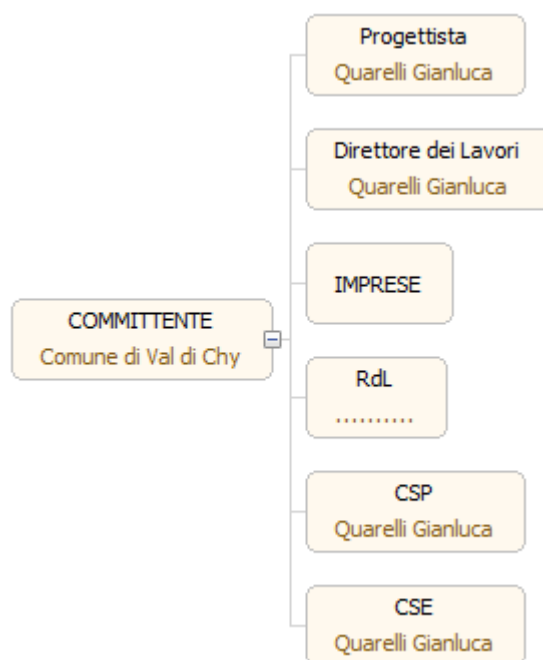 Progettista
Quarelli Gianluca
Direttore dei Lavori
Quarelli Gianluca
IMPRESE
COMMITTENTE
Comune di Val di Chy
RdL
..........
CSP
Quarelli Gianluca
CSE
Quarelli Gianluca